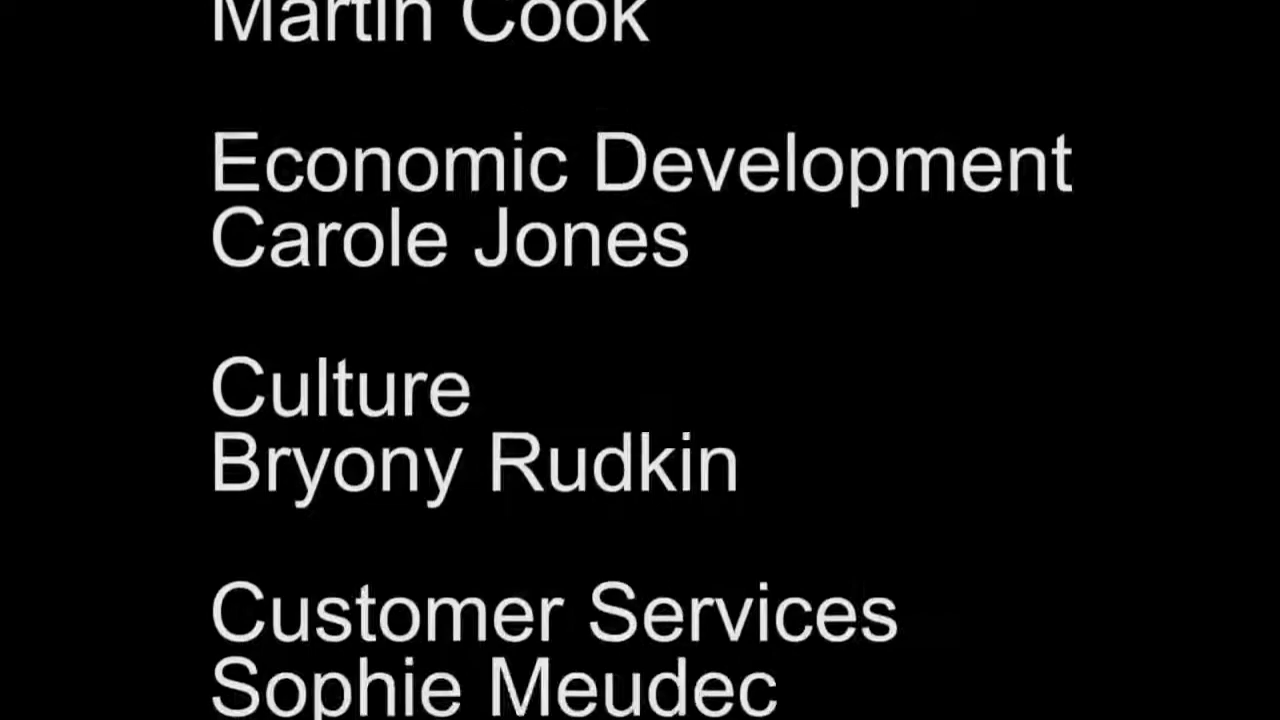 Martin Cook
Economic Development
Carole Jones
Culture
Bryony Rudkin
Customer Services
Sophie Meudec